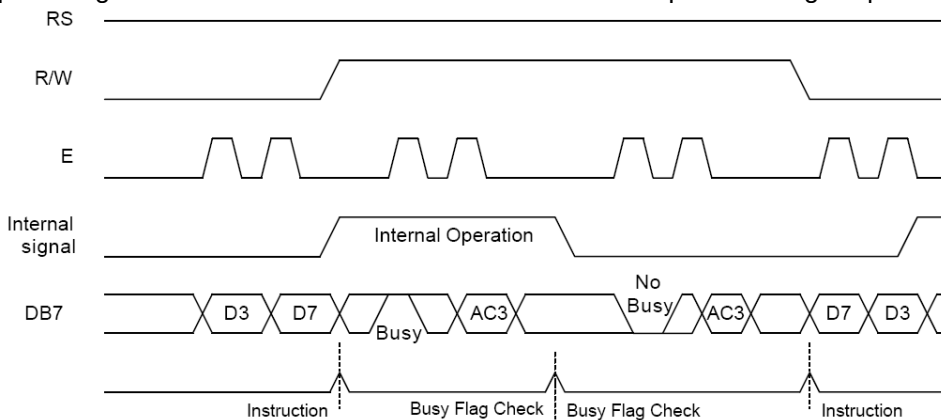 RS
R/W
E
Internal
signal
Internal Operation
DB7
D3
D7
Busy
AC3
No
Busy
AC3
D7
D3
Instruction
Busy Flag Check
Busy Flag Check
Instruction